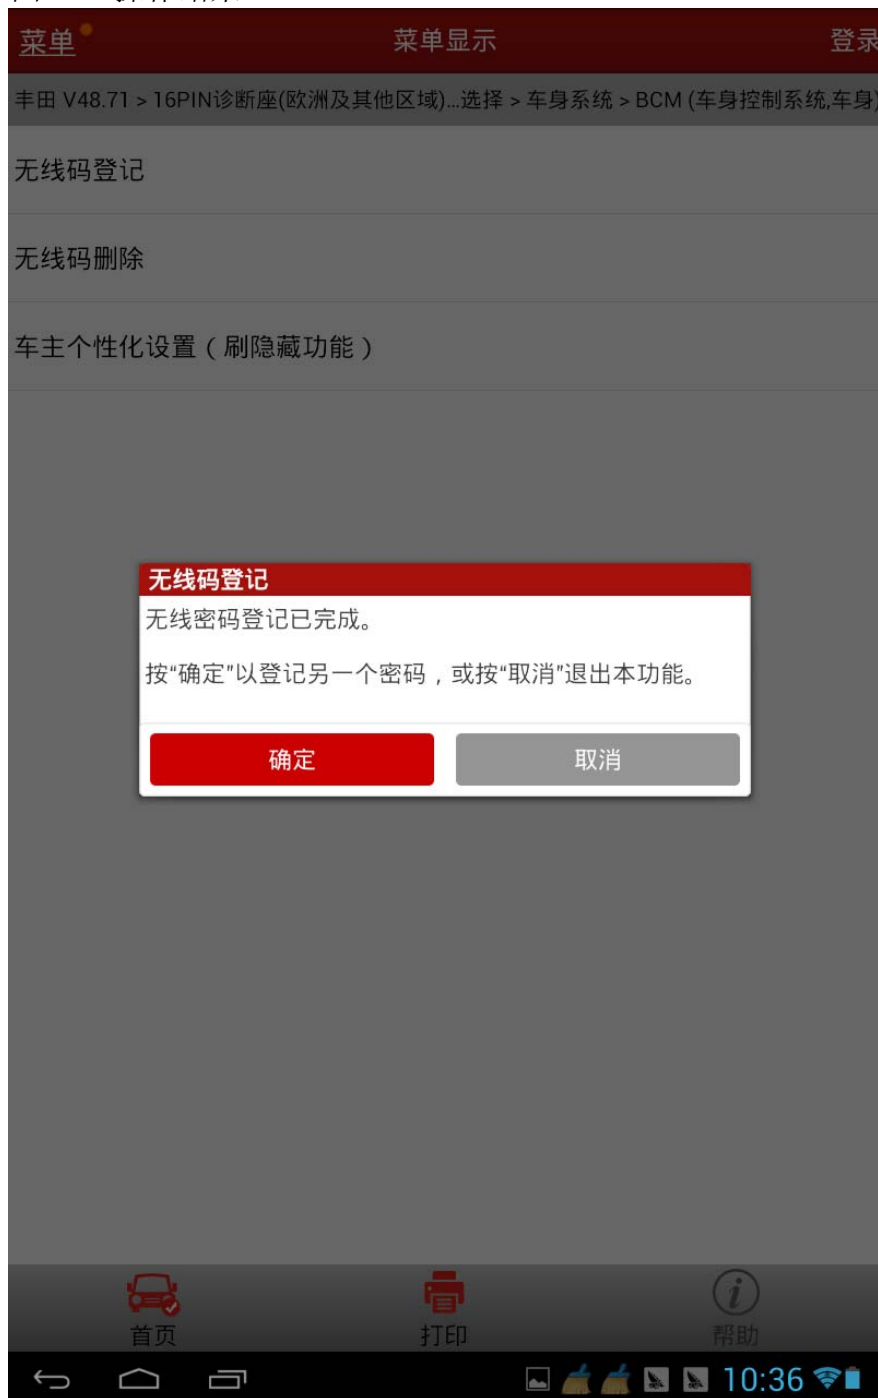 菜单
菜单显示
登录
丰田 V48.71 > 16PIN诊断座(欧洲及其他区域)...选择 > 车身系统 > BCM (车身控制系统,车身)
无线码登记
无线码删除
车主个性化设置(刷隐藏功能)
无线码登记
无线密码登记已完成。
按“确定”以登记另一个密码,或按“取消”退出本功能。
确定
取消
首页
打印
帮助
10:36